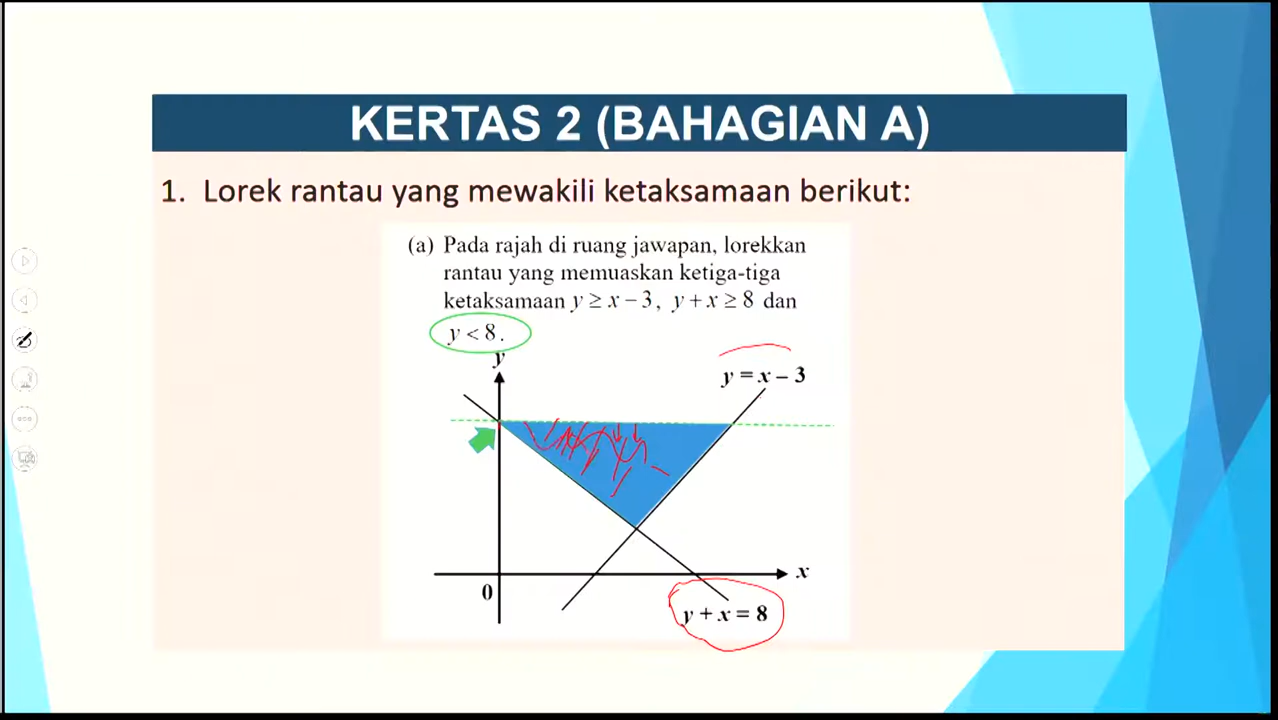 KERTAS 2 (BAHAGIAN A)
1. Lorek rantau yang mewakili ketaksamaan berikut:
(a) Pada rajah di ruang jawapan, lorekkan
rantau yang memuaskan ketiga-tiga
ketaksamaan y ≥ x − 3, y + x ≥ 8 dan
y < 8.
y
y = x − 3
x
0
y + x = 8